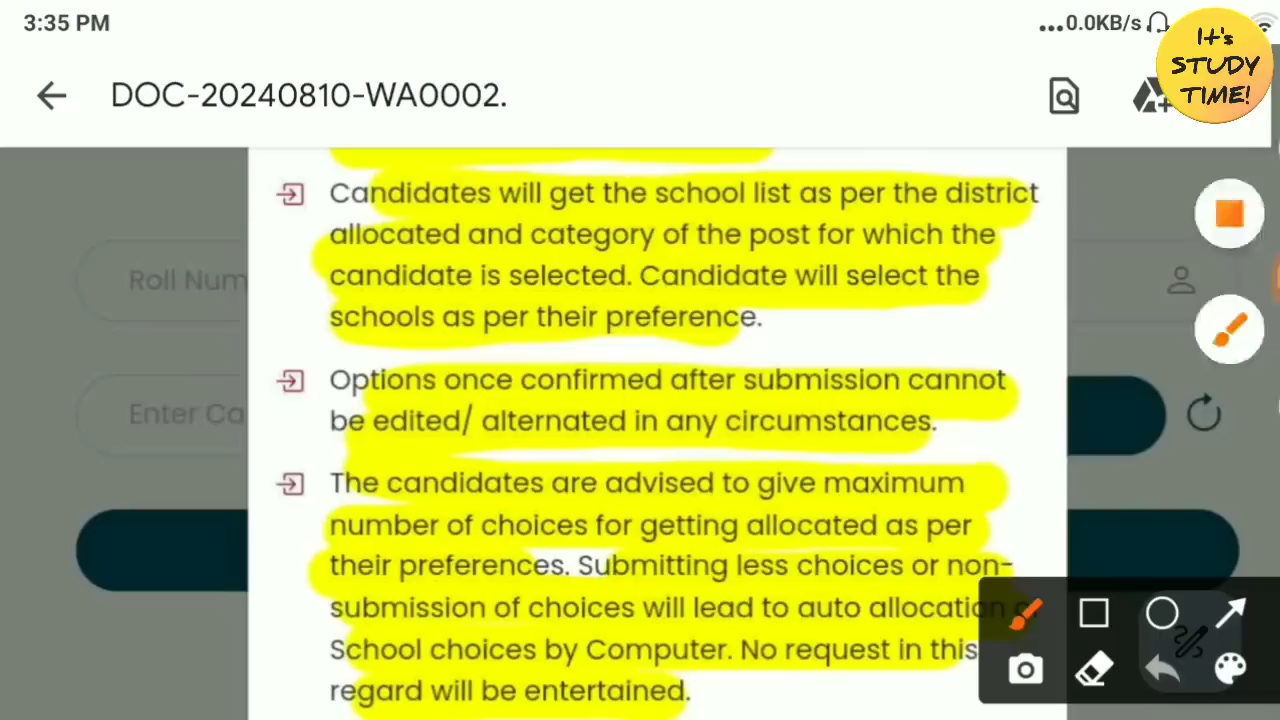 3:35 PM
...0.0KB/s
It's
STUDY
TIME!
DOC-20240810-WA0002.
Candidates will get the school list as per the district
allocated and category of the post for which the
candidate is selected. Candidate will select the
schools as per their preference.
Roll Num
Options once confirmed after submission cannot
be edited/ alternated in any circumstances.
Enter Ca
The candidates are advised to give maximum
number of choices for getting allocated as per
their preferences. Submitting less choices or non-
submission of choices will lead to auto allocation
School choices by Computer. No request in this
regard will be entertained.